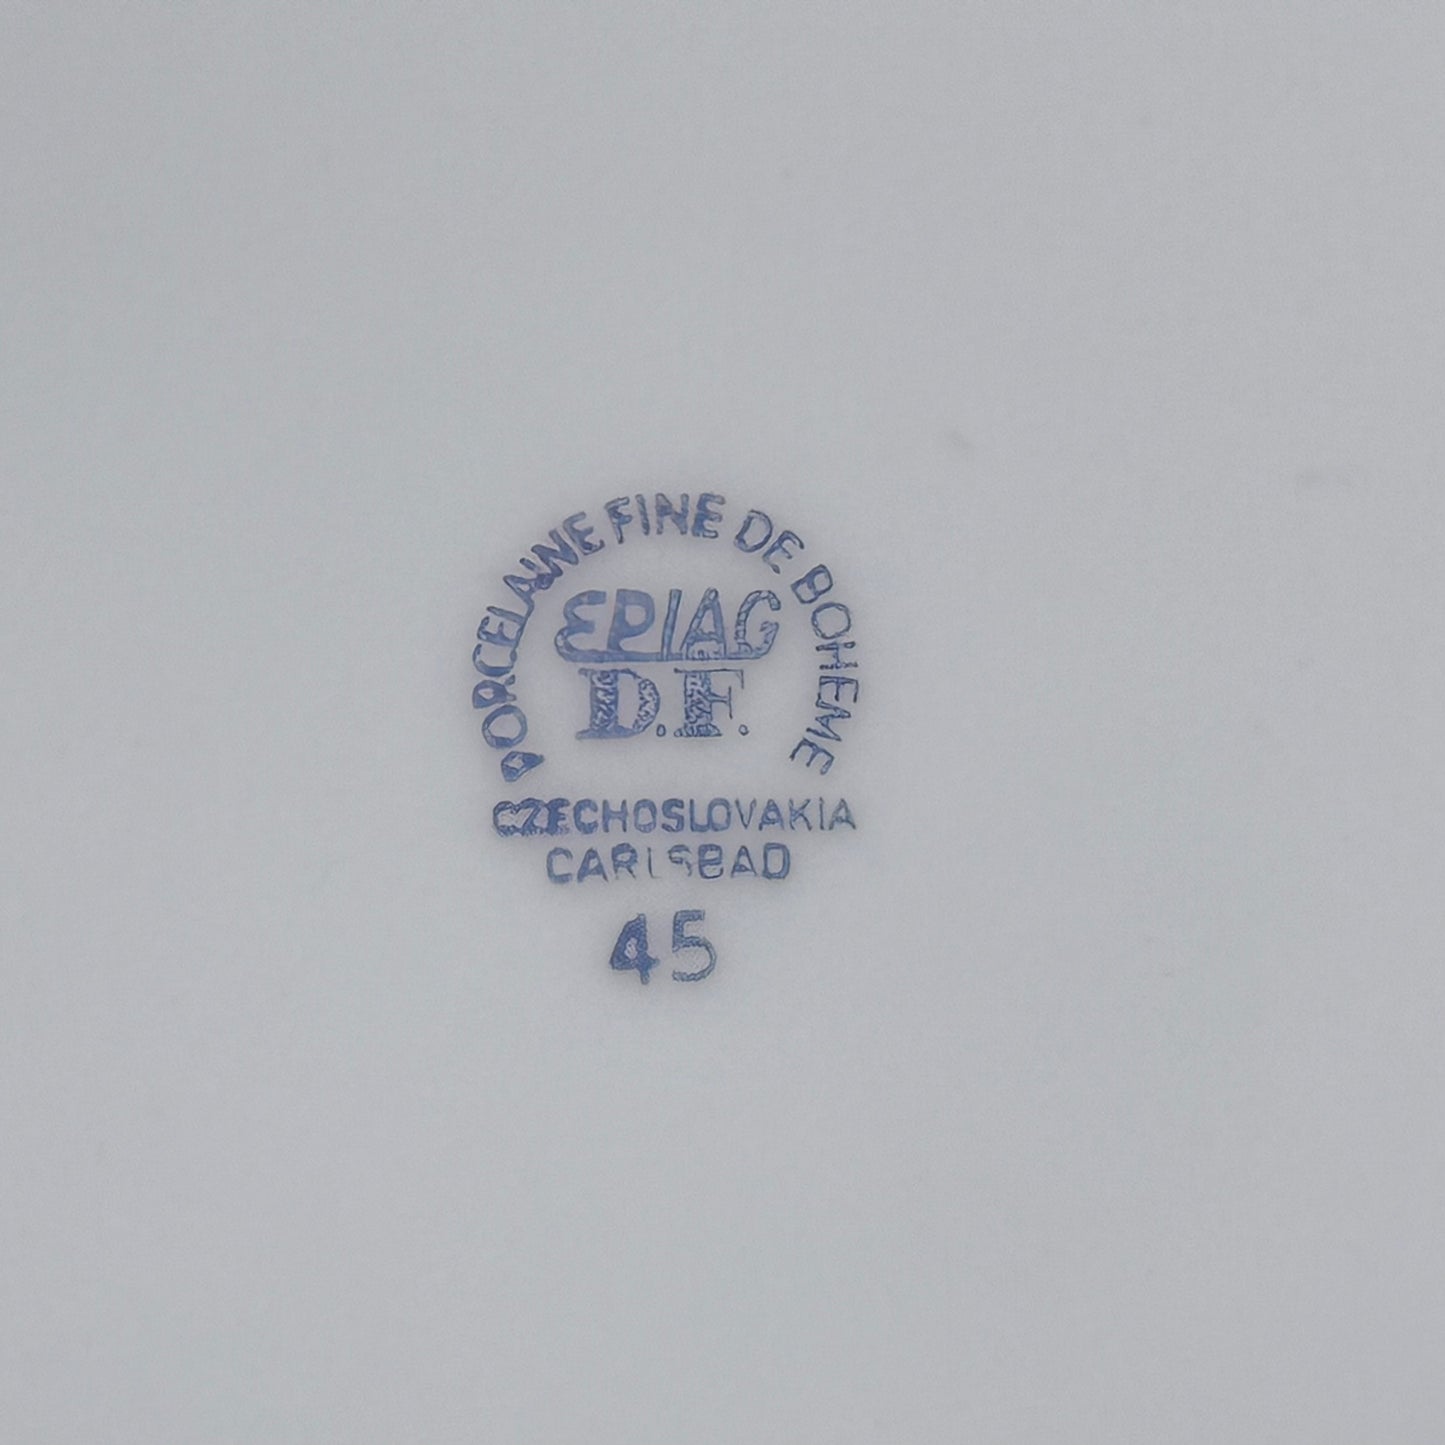 PORCELAINE FINE DE BOHEME
EPIAG
D.F.
CZECHOSLOVAKIA
CARLSBAD
45